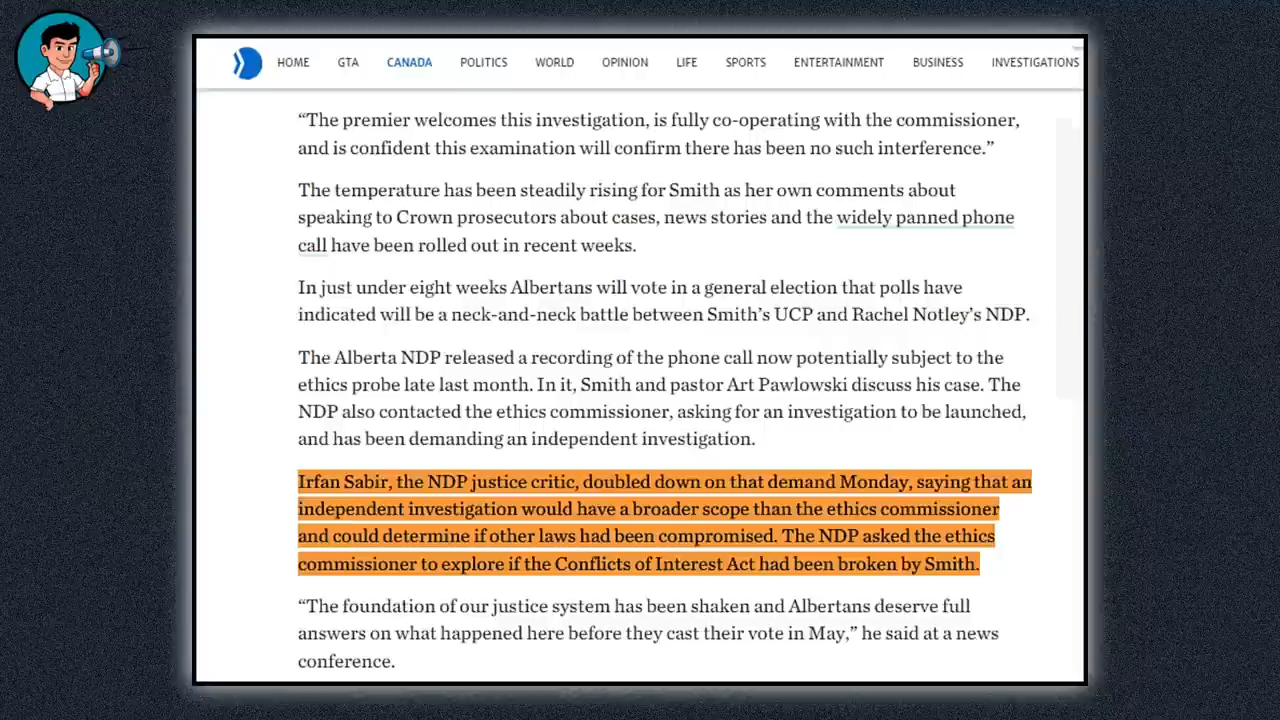 HOME GTA CANADA POLITICS WORLD OPINION LIFE SPORTS ENTERTAINMENT BUSINESS INVESTIGATIONS
“The premier welcomes this investigation, is fully co-operating with the commissioner,
and is confident this examination will confirm there has been no such interference.”
The temperature has been steadily rising for Smith as her own comments about
speaking to Crown prosecutors about cases, news stories and the widely panned phone
call have been rolled out in recent weeks.
In just under eight weeks Albertans will vote in a general election that polls have
indicated will be a neck-and-neck battle between Smith’s UCP and Rachel Notley’s NDP.
The Alberta NDP released a recording of the phone call now potentially subject to the
ethics probe late last month. In it, Smith and pastor Art Pawlowski discuss his case. The
NDP also contacted the ethics commissioner, asking for an investigation to be launched,
and has been demanding an independent investigation.
Irfan Sabir, the NDP justice critic, doubled down on that demand Monday, saying that an
independent investigation would have a broader scope than the ethics commissioner
and could determine if other laws had been compromised. The NDP asked the ethics
commissioner to explore if the Conflicts of Interest Act had been broken by Smith.
“The foundation of our justice system has been shaken and Albertans deserve full
answers on what happened here before they cast their vote in May,” he said at a news
conference.